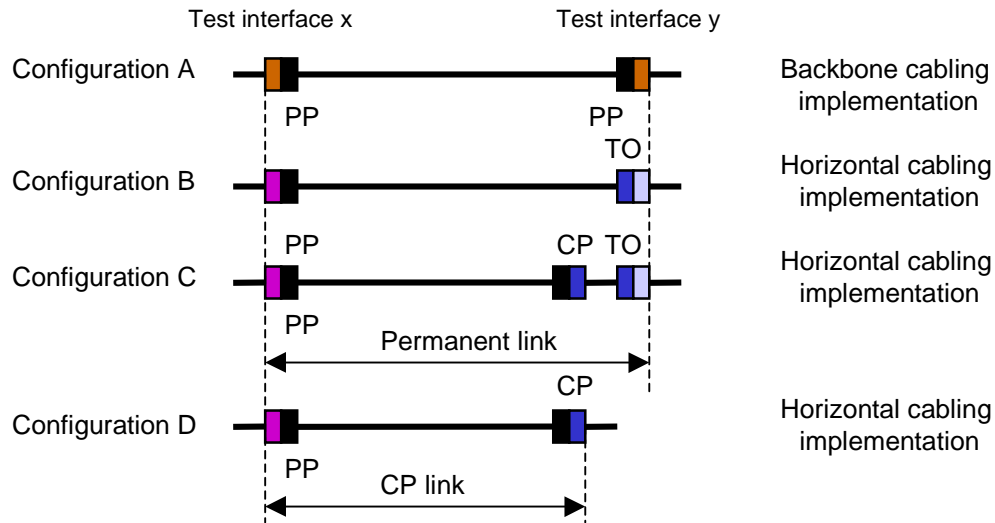 Test interface x
Test interface y
Configuration A
Backbone cabling
implementation
PP
PP
TO
Configuration B
Horizontal cabling
implementation
PP
CP
TO
Configuration C
Horizontal cabling
implementation
PP
Permanent link
CP
Configuration D
Horizontal cabling
implementation
PP
CP link